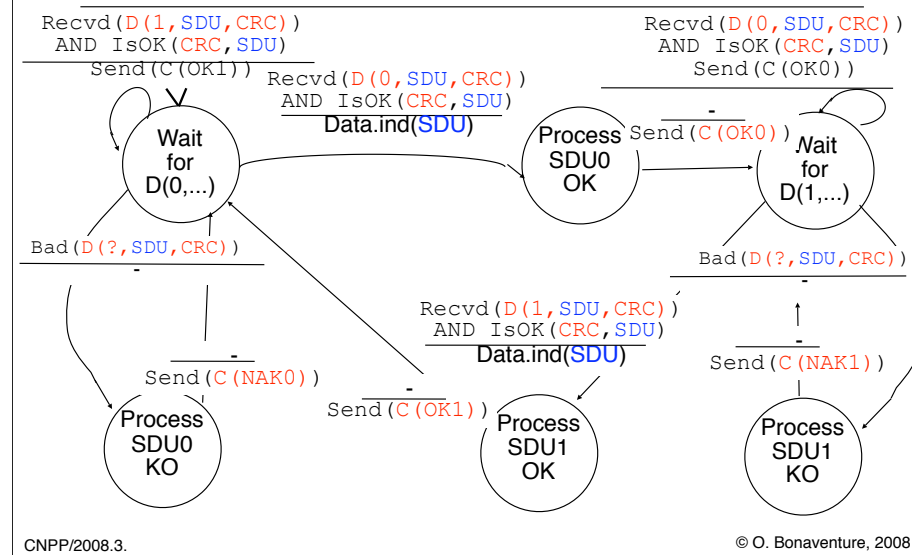 Recvd(D(1,SDU,CRC))
AND IsOK(CRC,SDU)
Send(C(OK1))
Recvd(D(0,SDU,CRC))
AND IsOK(CRC,SDU)
Data.ind(SDU)
Recvd(D(0,SDU,CRC))
AND IsOK(CRC,SDU)
Send(C(OK0))
-
Send(C(OK0))
Wait
for
D(0,...)
Process
SDU0
OK
Wait
for
D(1,...)
Bad(D(?,SDU,CRC))
-
Bad(D(?,SDU,CRC))
-
Recvd(D(1,SDU,CRC))
AND IsOK(CRC,SDU)
Data.ind(SDU)
-
Send(C(NAK0))
-
Send(C(OK1))
-
Send(C(NAK1))
Process
SDU0
KO
Process
SDU1
OK
Process
SDU1
KO
CNPP/2008.3.
© O. Bonaventure, 2008